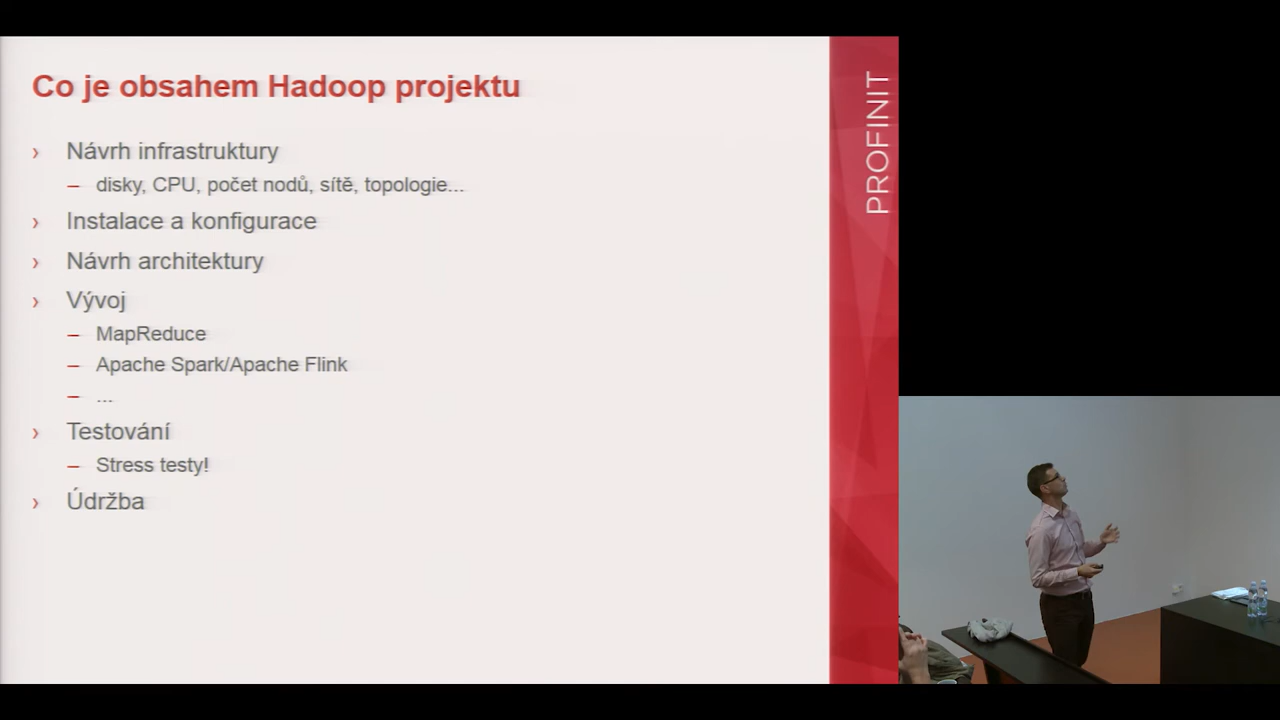 Co je obsahem Hadoop projektu
› Návrh infrastruktury
– disky, CPU, počet nodů, sítě, topologie...
› Instalace a konfigurace
› Návrh architektury
› Vývoj
– MapReduce
– Apache Spark/Apache Flink
– ...
› Testování
– Stress testy!
› Údržba
PROFINIT